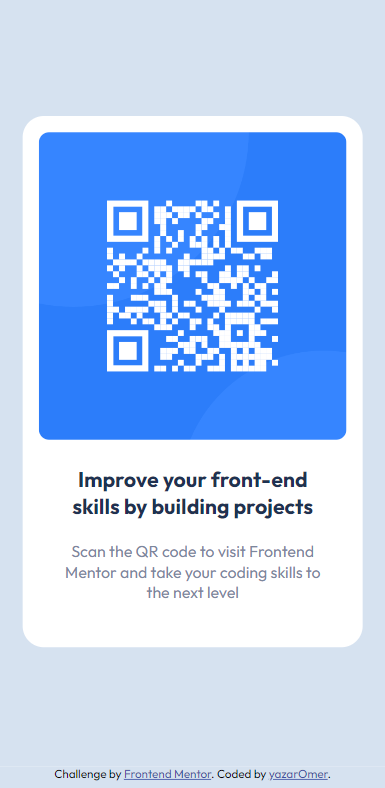 Improve your front-end
skills by building projects
Scan the QR code to visit Frontend
Mentor and take your coding skills to
the next level
Challenge by Frontend Mentor. Coded by yazarOmer.